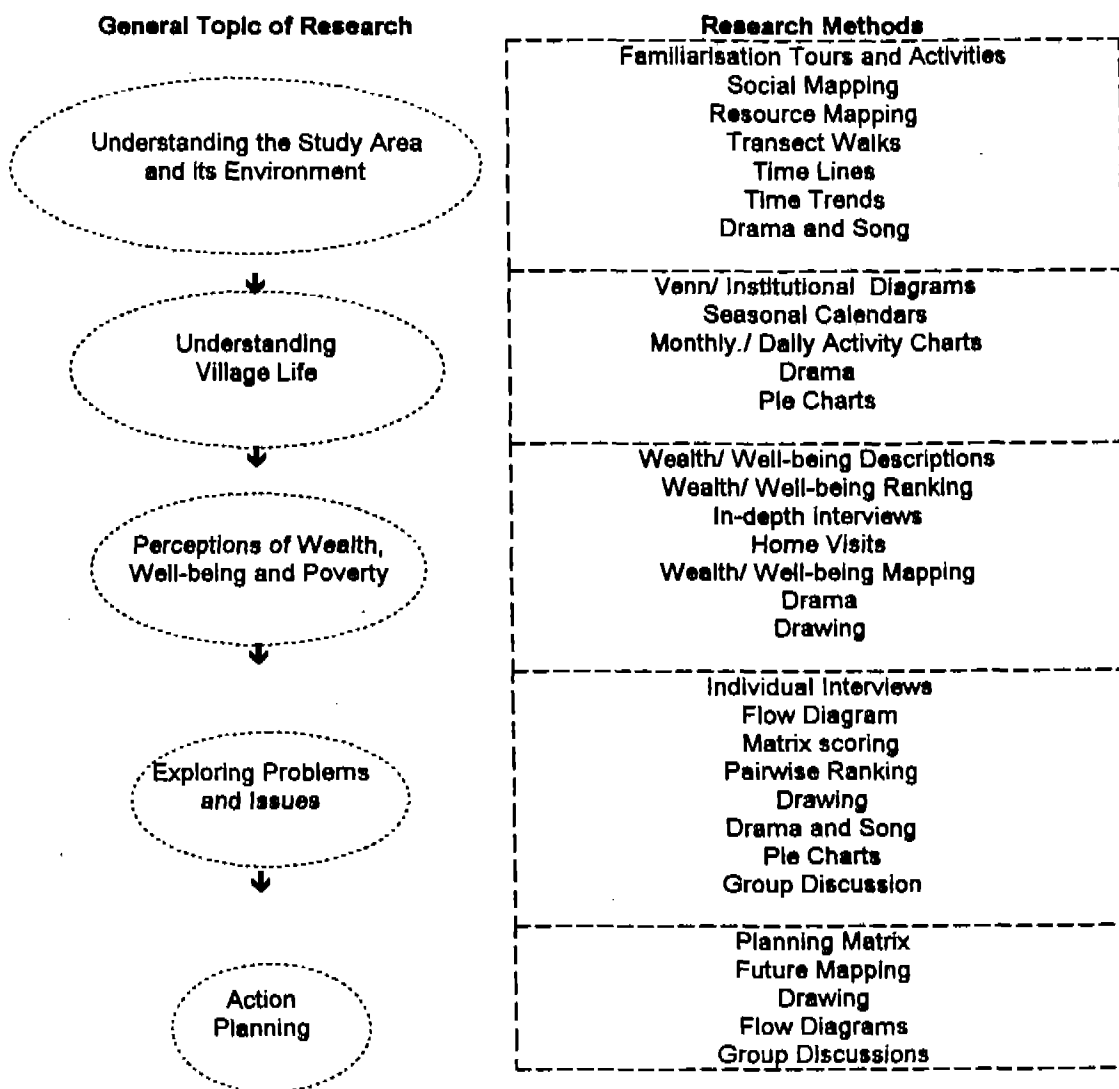 General Topic of Research
Research Methods
Understanding the Study Area
and Its Environment
Familiarisation Tours and Activities
Social Mapping
Resource Mapping
Transect Walks
Time Lines
Time Trends
Drama and Song
Understanding
Village Life
Venn/ Institutional Diagrams
Seasonal Calendars
Monthly./ Daily Activity Charts
Drama
Pie Charts
Perceptions of Wealth,
Well-being and Poverty
Wealth/ Well-being Descriptions
Wealth/ Well-being Ranking
In-depth Interviews
Home Visits
Wealth/ Well-being Mapping
Drama
Drawing
Exploring Problems
and Issues
Individual Interviews
Flow Diagram
Matrix scoring
Pairwise Ranking
Drawing
Drama and Song
Pie Charts
Group Discussion
Action
Planning
Planning Matrix
Future Mapping
Drawing
Flow Diagrams
Group Discussions